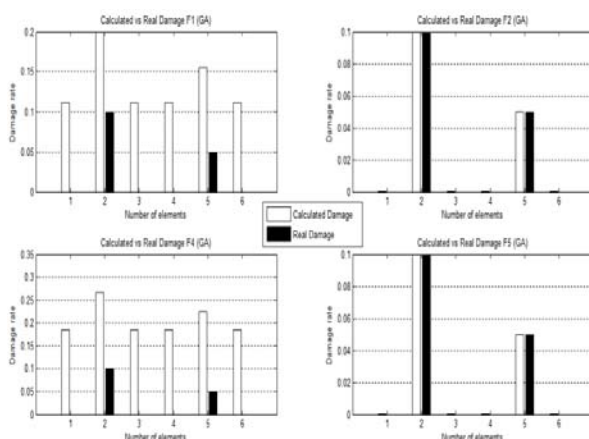 Calculated vs Real Damage F1 (GA)
0.2
0.15
0.1
0.05
0
Damage rate
1 2 3 4 5 6
Number of elements
Calculated vs Real Damage F2 (GA)
0.1
0.08
0.06
0.04
0.02
0
Damage rate
1 2 3 4 5 6
Number of elements
Calculated Damage
Real Damage
Calculated vs Real Damage F4 (GA)
0.35
0.3
0.25
0.2
0.15
0.1
0.05
0
Damage rate
1 2 3 4 5 6
Number of elements
Calculated vs Real Damage F5 (GA)
0.1
0.08
0.06
0.04
0.02
0
Damage rate
1 2 3 4 5 6
Number of elements